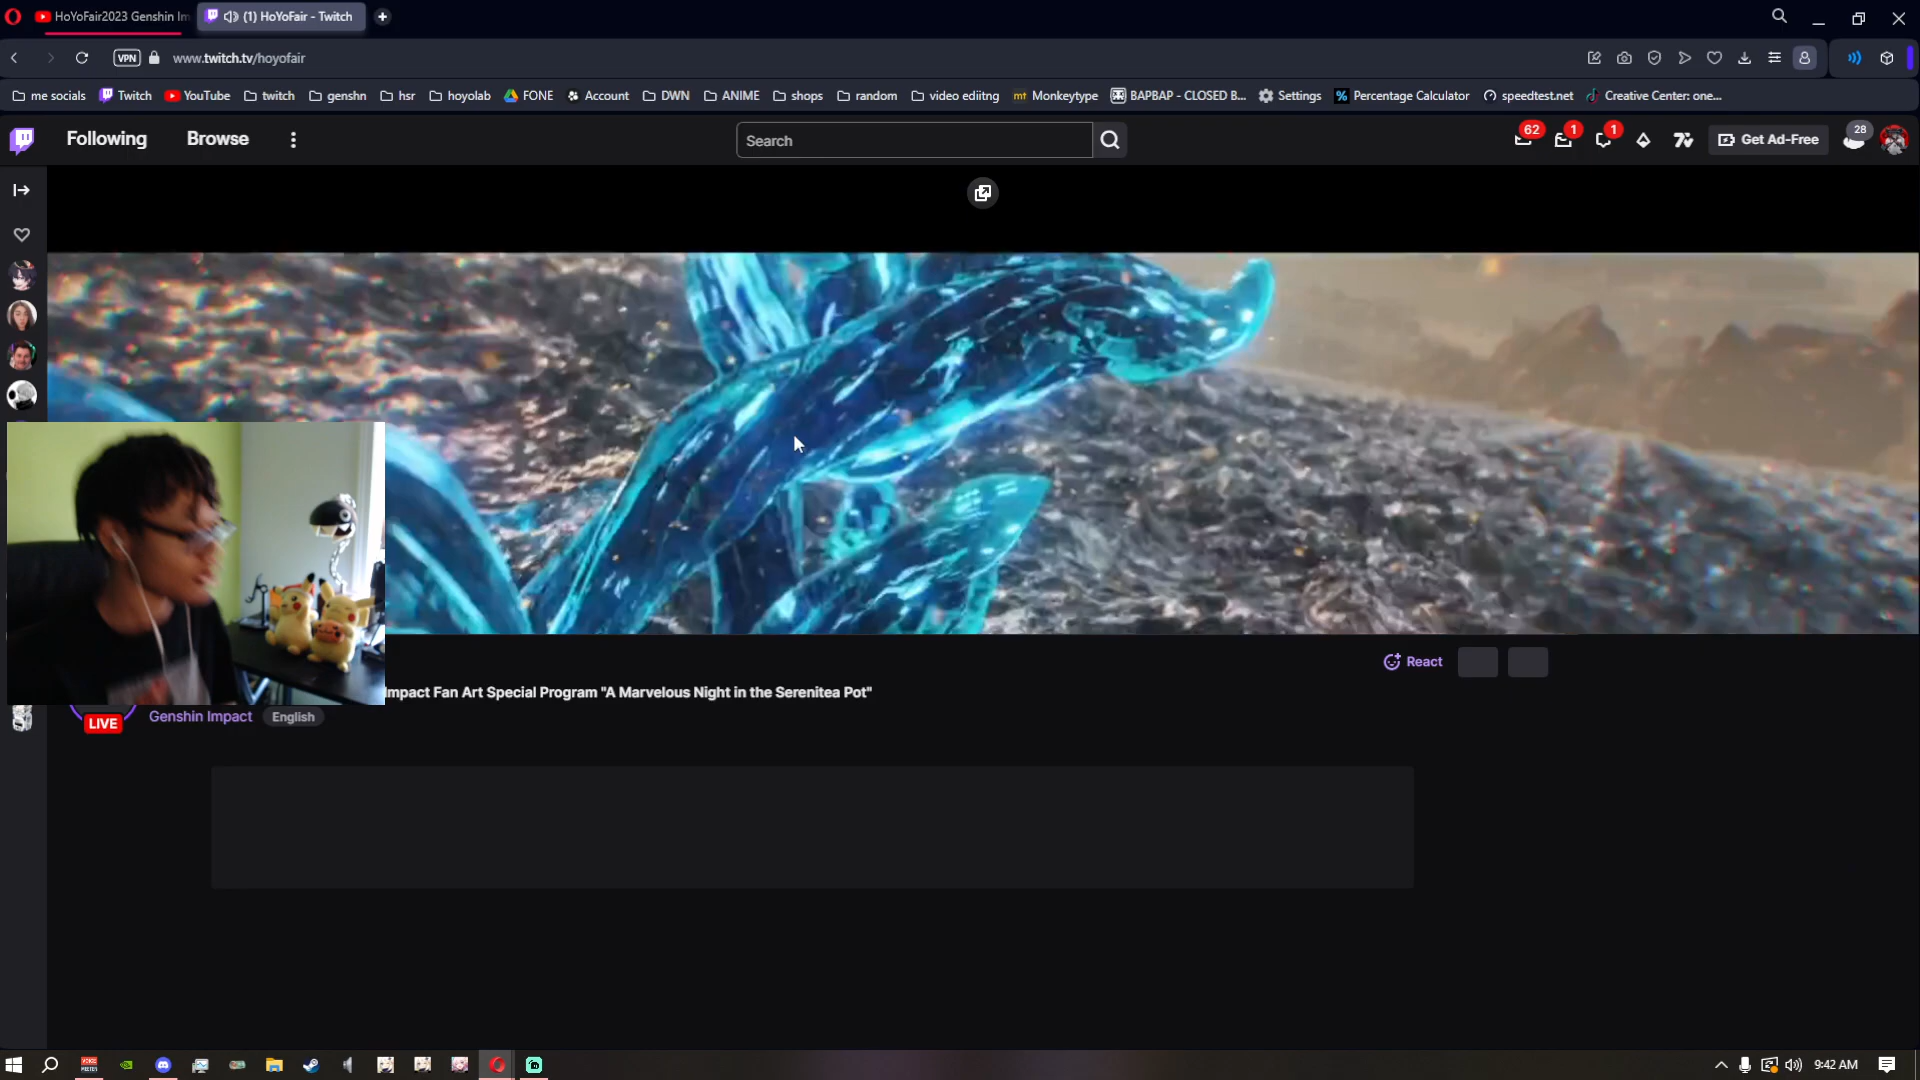 HoYoFair2023 Genshin Im
(1) HoYoFair - Twitch
VPN
www.twitch.tv/hoyofair
me socials
Twitch
YouTube
twitch
genshn
hsr
hoyolab
FONE
Account
DWN
ANIME
shops
random
video ediitng
mt Monkeytype
BAPBAP - CLOSED B...
Settings
Percentage Calculator
speedtest.net
Creative Center: one...
Following
Browse
Search
62
1
1
Get Ad-Free
28
React
Impact Fan Art Special Program "A Marvelous Night in the Serenitea Pot"
LIVE
Genshin Impact
English
9:42 AM